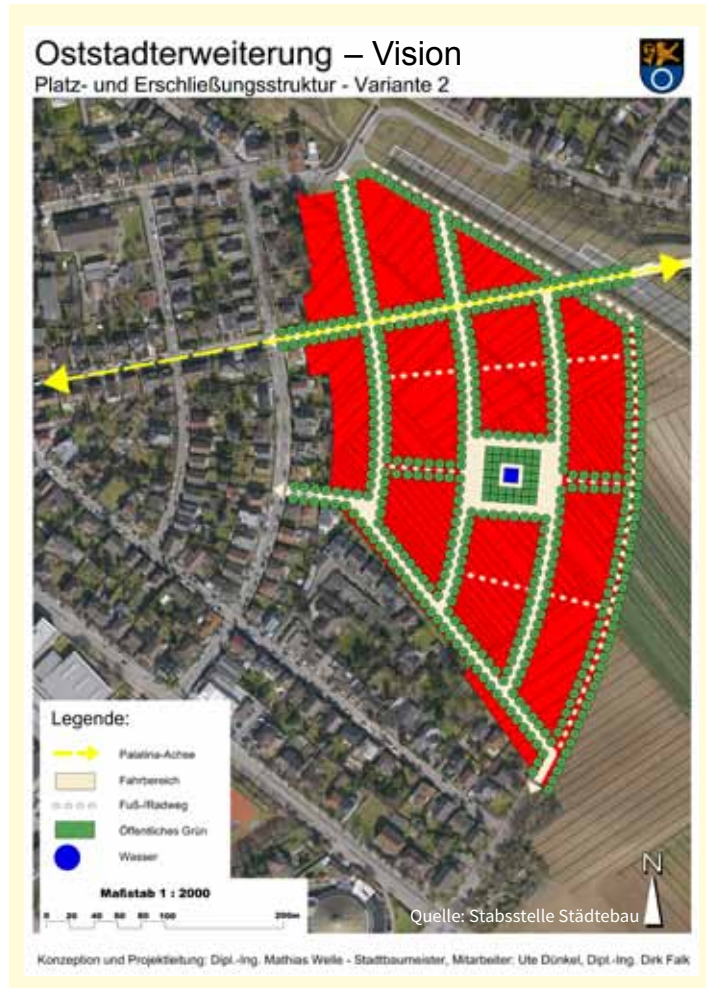 Oststadterweiterung – Vision
Platz- und Erschließungsstruktur - Variante 2
Legende:
Palatina-Achse
Fahrbereich
Fuß-/Radweg
Öffentliches Grün
Wasser
Maßstab 1 : 2000
0 20 40 60 80 100 200m
N
Quelle: Stabsstelle Städtebau
Konzeption und Projektleitung: Dipl.-Ing. Mathias Welle - Stadtbaumeister, Mitarbeiter: Ute Dünkel, Dipl.-Ing. Dirk Falk